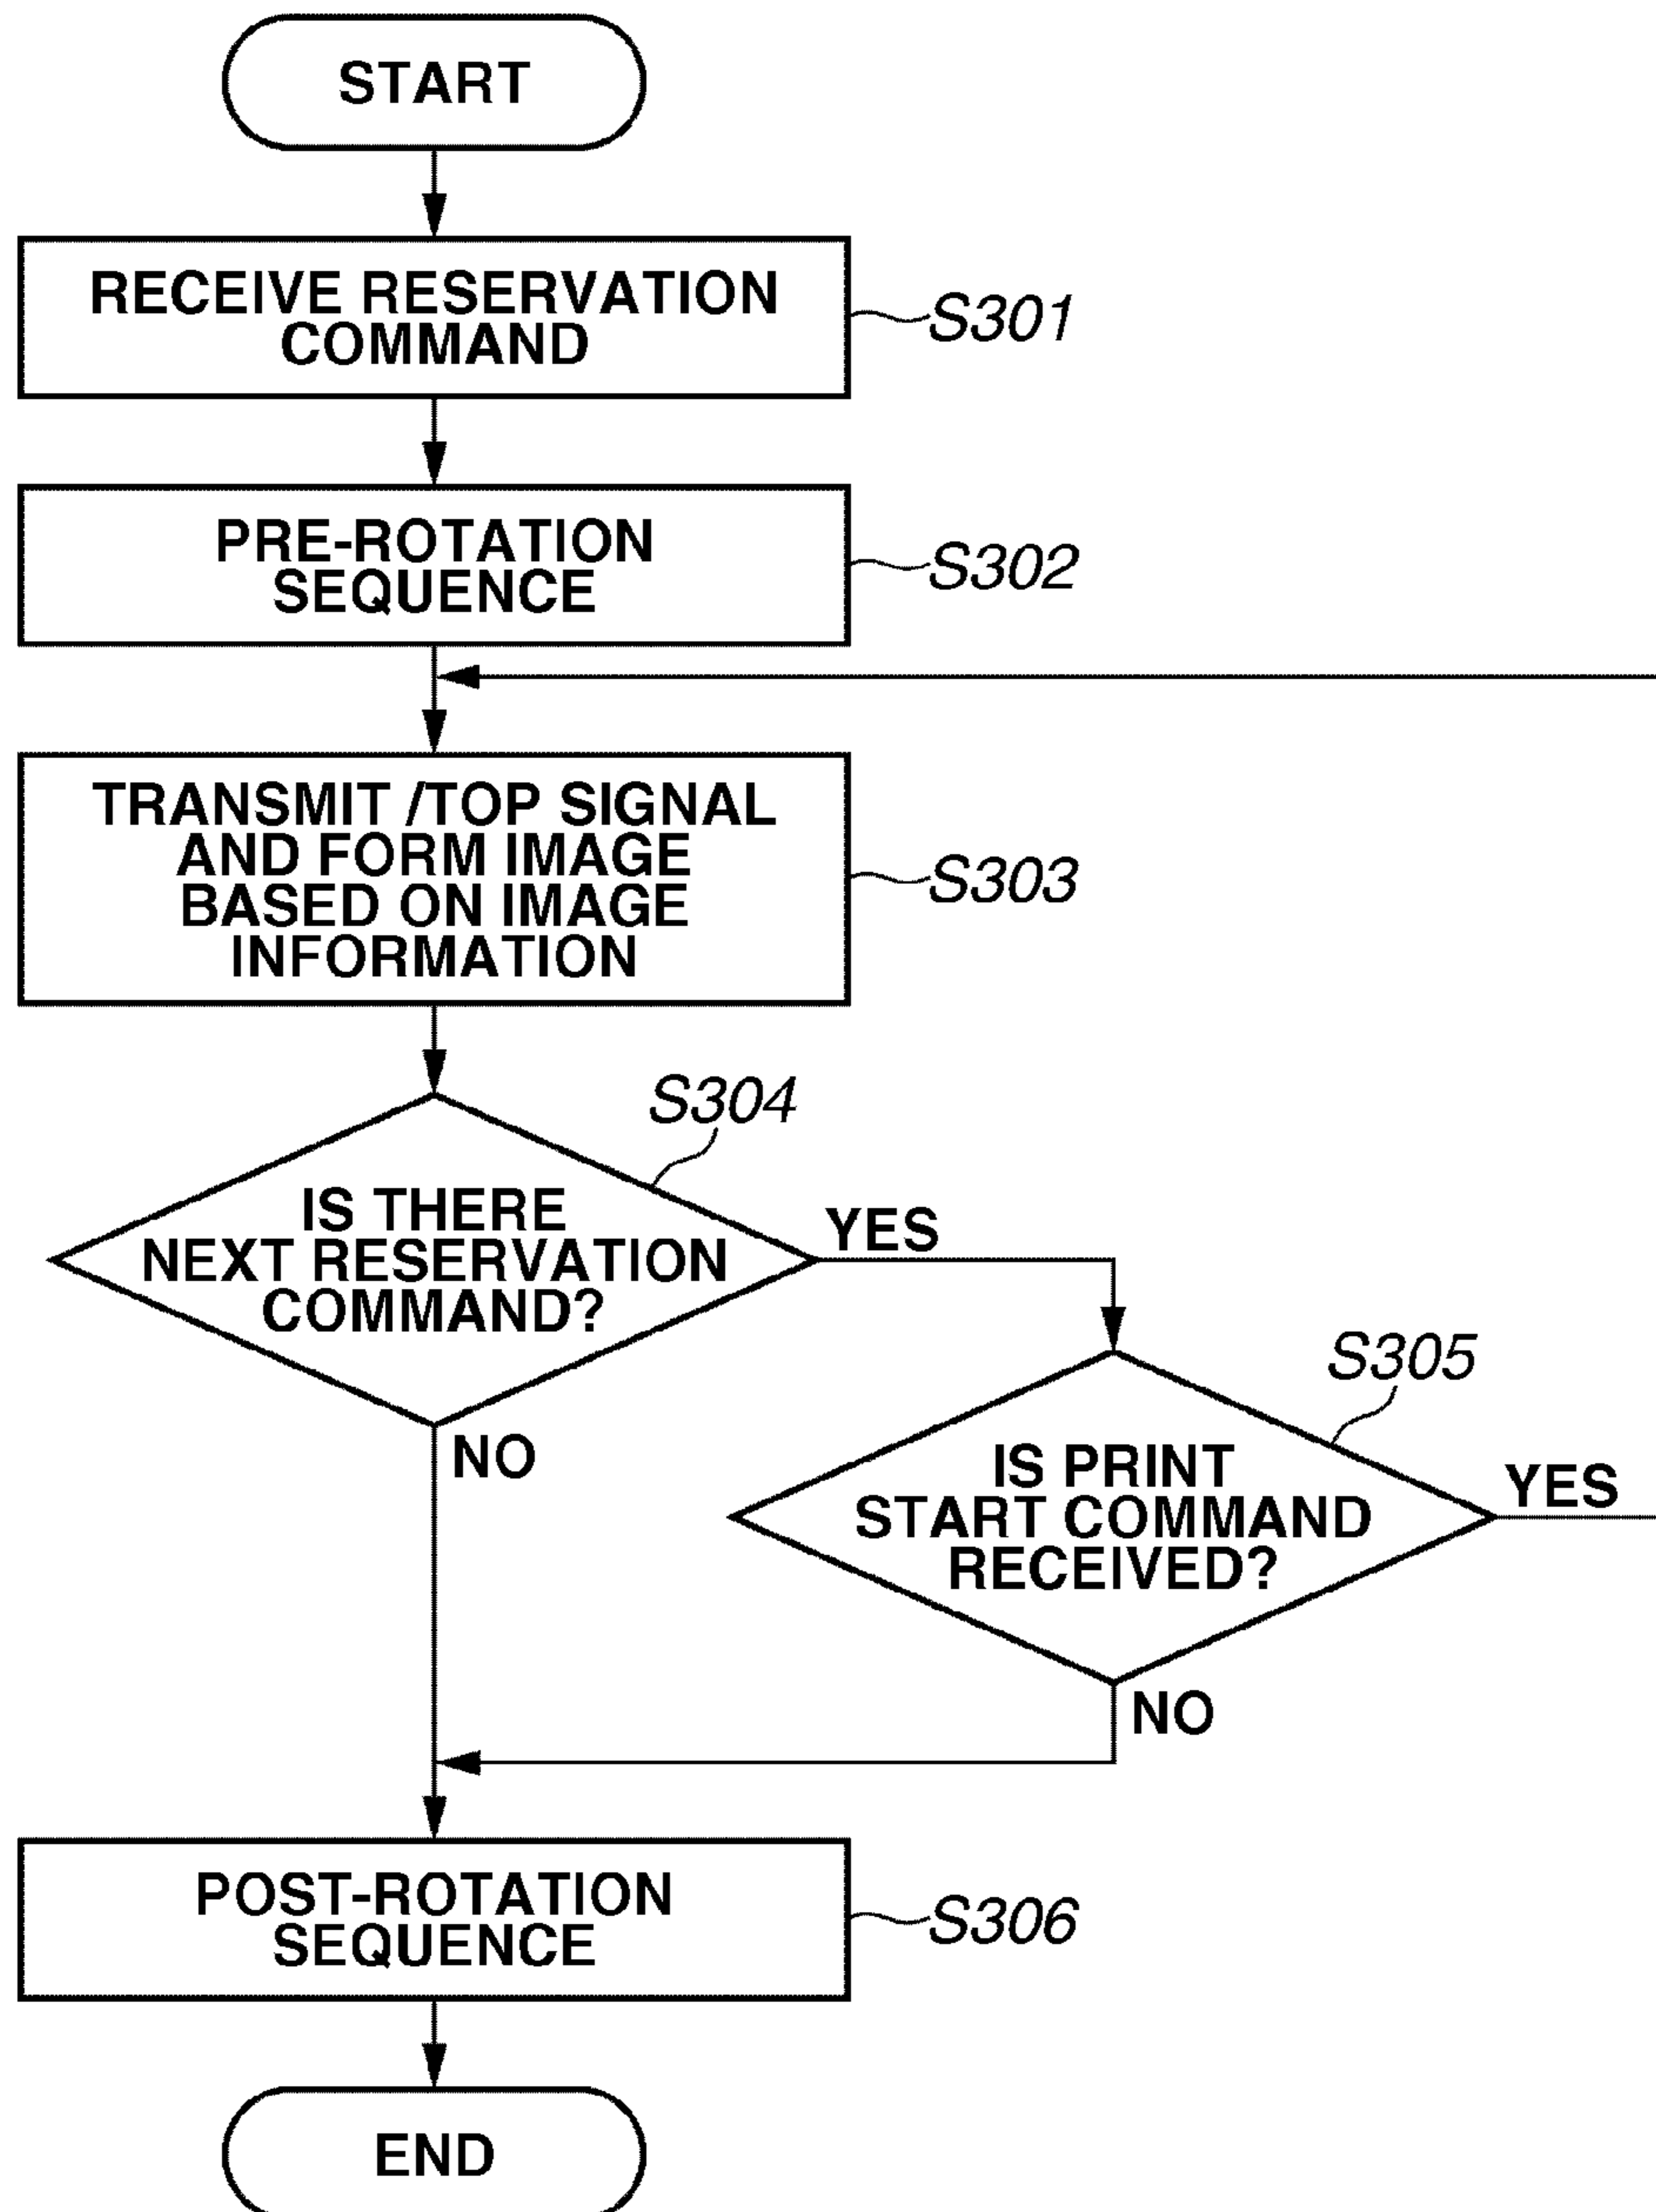 START
RECEIVE RESERVATION
COMMAND
S301
PRE-ROTATION
SEQUENCE
S302
TRANSMIT /TOP SIGNAL
AND FORM IMAGE
BASED ON IMAGE
INFORMATION
S303
S304
IS THERE
NEXT RESERVATION
COMMAND?
YES
NO
S305
IS PRINT
START COMMAND
RECEIVED?
YES
NO
POST-ROTATION
SEQUENCE
S306
END